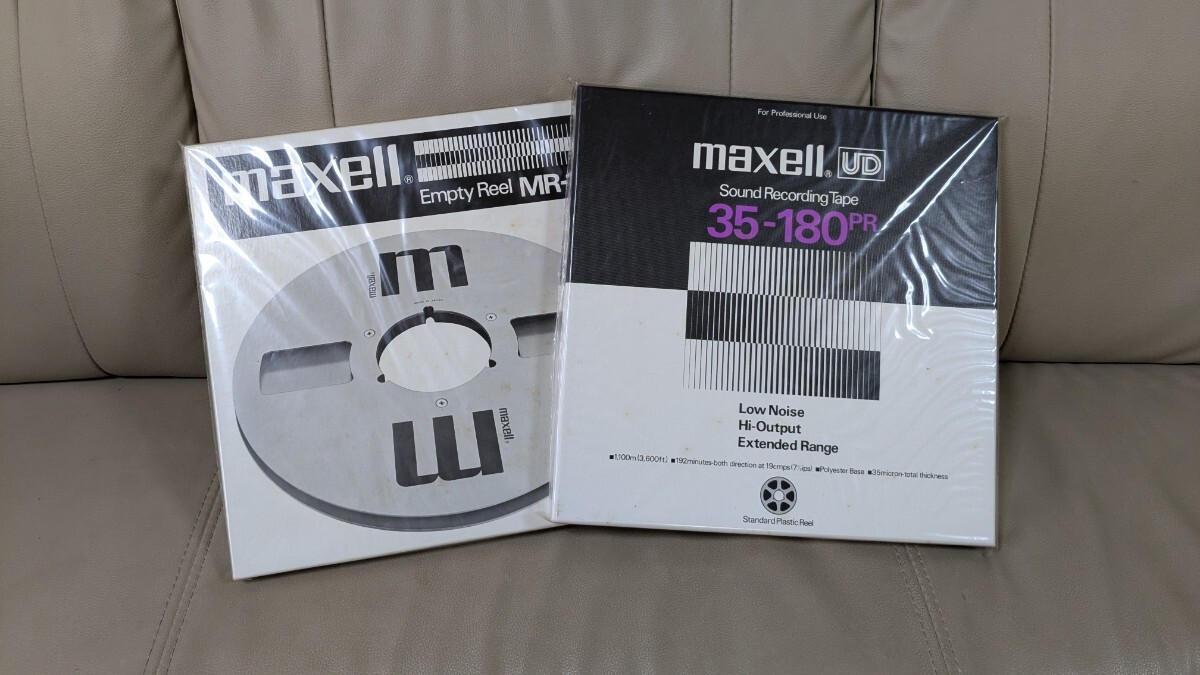 maxell®
Empty Reel MR-
m
maxell
m
maxell
For Professional Use
maxell® UD
Sound Recording Tape
35-180PR
Low Noise
Hi-Output
Extended Range
■1,100m (3,600ft) ■192minutes-both direction at 19cmps (7½ips) ■Polyester Base ■35micron-total thickness
Standard Plastic Reel